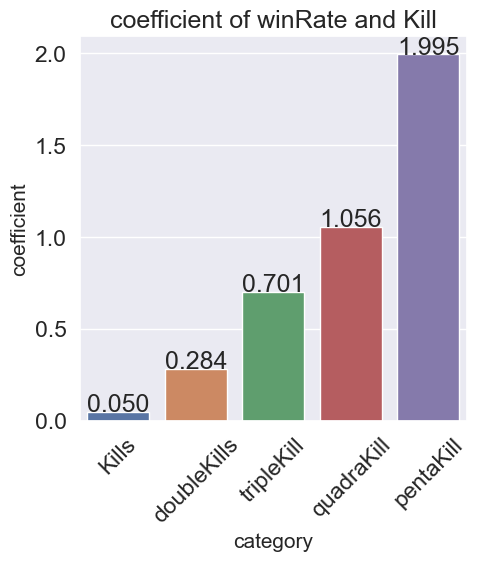 coefficient of winRate and Kill
2.0
1.5
1.0
0.5
0.0
coefficient
0.050
0.284
0.701
1.056
1.995
Kills
doubleKills
tripleKill
quadraKill
pentaKill
category